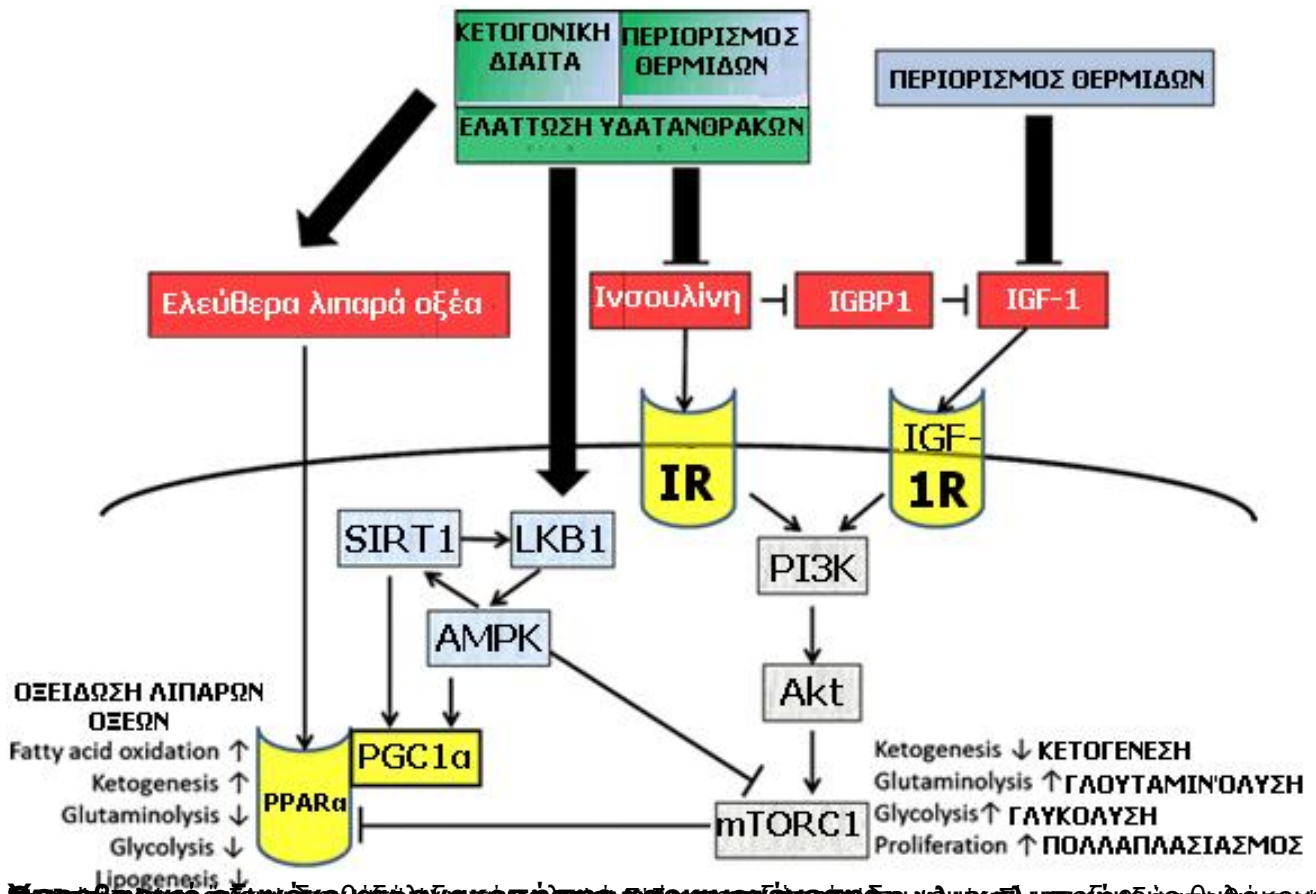 ΚΕΤΟΓΟΝΙΚΗ
ΔΙΑΙΤΑ
ΠΕΡΙΟΡΙΣΜΟΣ
ΘΕΡΜΙΔΩΝ
ΕΛΑΤΤΩΣΗ ΥΔΑΤΑΝΘΡΑΚΩΝ
ΠΕΡΙΟΡΙΣΜΟΣ ΘΕΡΜΙΔΩΝ
Ελεύθερα λιπαρά οξέα
Ινσουλίνη
IGBP1
IGF-1
IR
IGF-
1R
SIRT1
LKB1
PI3K
AMPK
Akt
ΟΞΕΙΔΩΣΗ ΛΙΠΑΡΩΝ
ΟΞΕΩΝ
Fatty acid oxidation ↑
Ketogenesis ↑
Glutaminolysis ↓
Glycolysis ↓
Lipogenesis ↓
PPARα
PGC1α
mTORC1
Ketogenesis ↓ ΚΕΤΟΓΕΝΕΣΗ
Glutaminolysis ↑ ΓΛΟΥΤΑΜΙΝΌΛΥΣΗ
Glycolysis ↑ ΓΛΥΚΟΛΥΣΗ
Proliferation ↑ ΠΟΛΛΑΠΛΑΣΙΑΣΜΟΣ